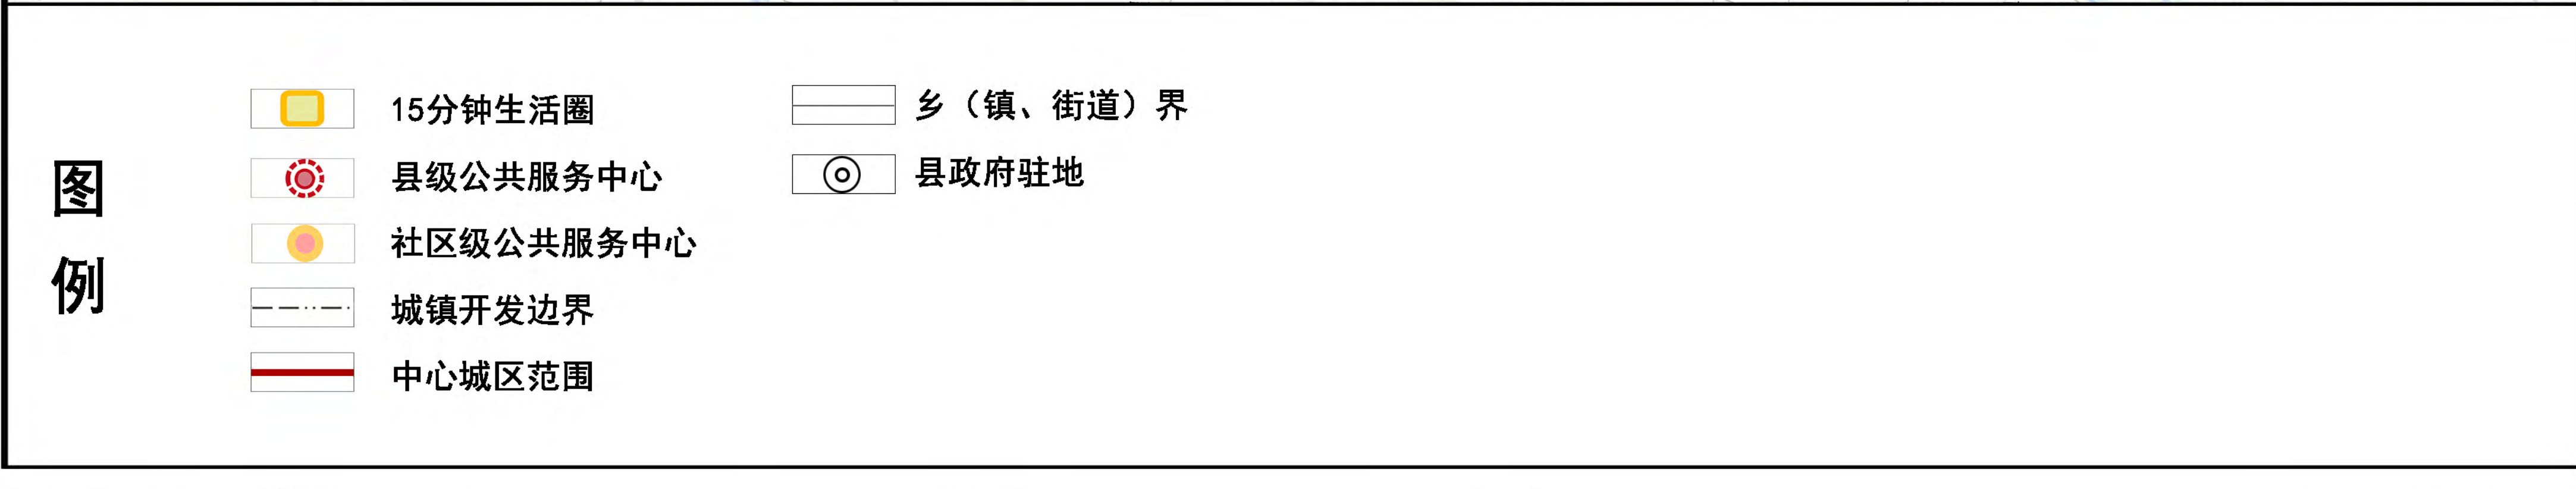 图例
15分钟生活圈
县级公共服务中心
社区级公共服务中心
城镇开发边界
中心城区范围
乡（镇、街道）界
县政府驻地